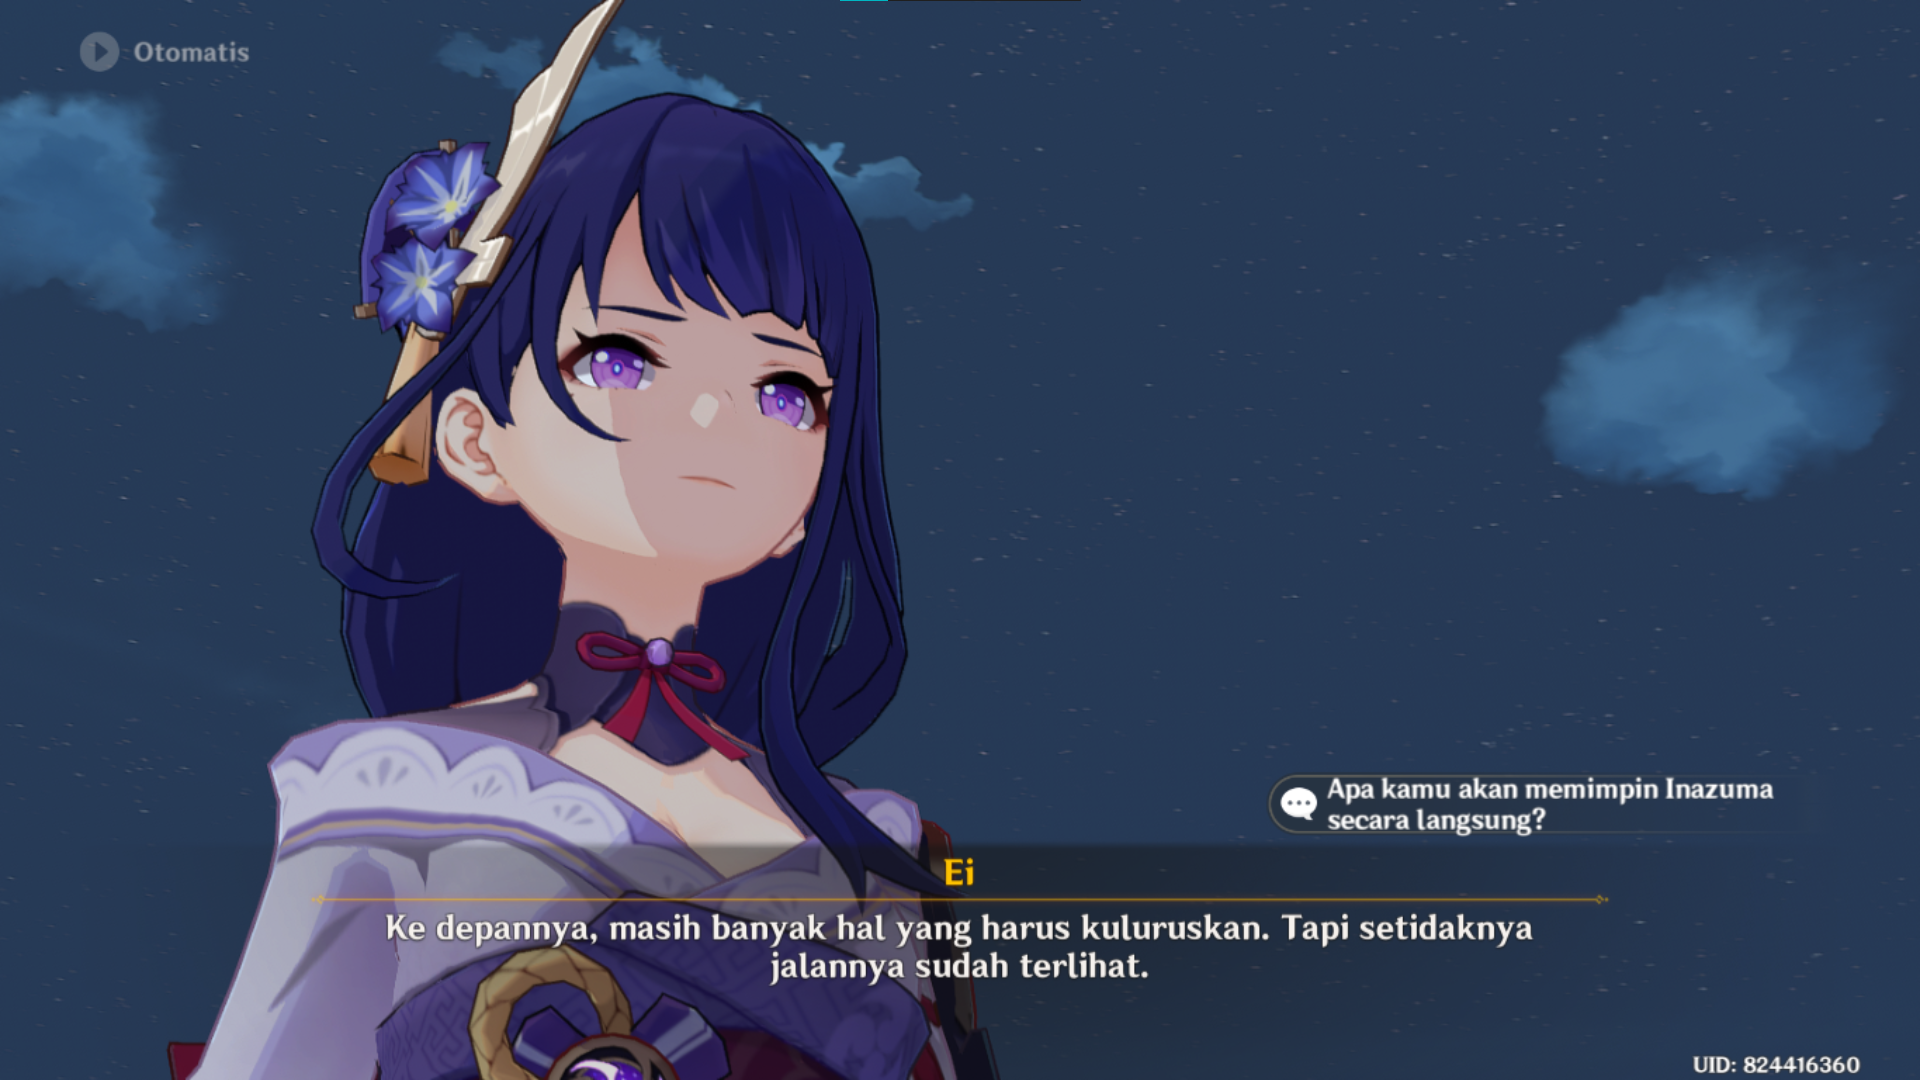 Otomatis
Apa kamu akan memimpin Inazuma
secara langsung?
Ei
Ke depannya, masih banyak hal yang harus kuluruskan. Tapi setidaknya
jalannya sudah terlihat.
UID: 824416360